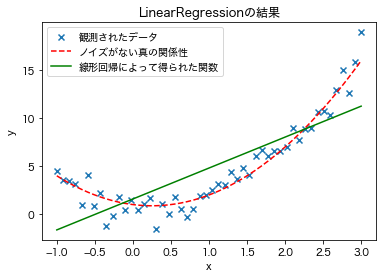 LinearRegressionの結果
観測されたデータ
ノイズがない真の関係性
線形回帰によって得られた関数
y
15
10
5
0
−1.0 −0.5 0.0 0.5 1.0 1.5 2.0 2.5 3.0
x